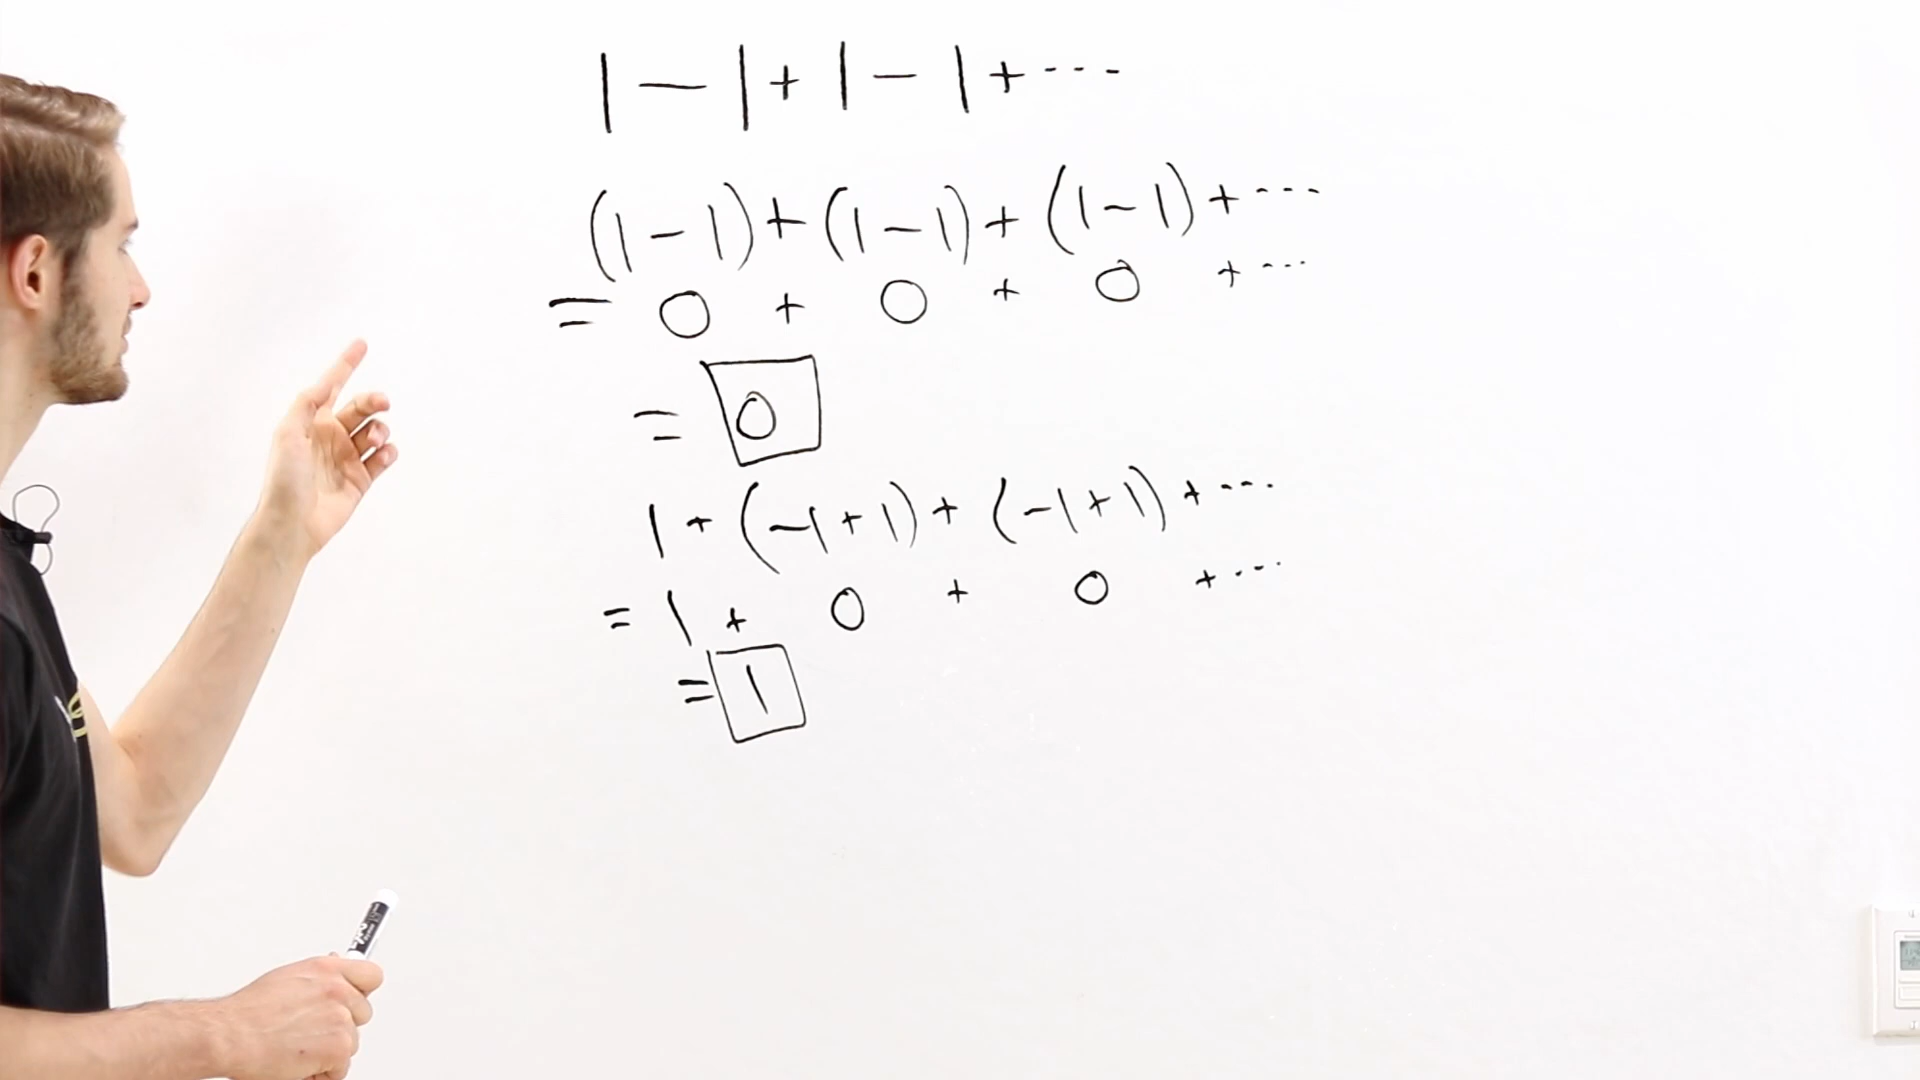 1 - 1 + 1 - 1 + ...
(1 - 1) + (1 - 1) + (1 - 1) + ...
= 0 + 0 + 0 + ...
= 0
1 + (-1 + 1) + (-1 + 1) + ...
= 1 + 0 + 0 + ...
= 1